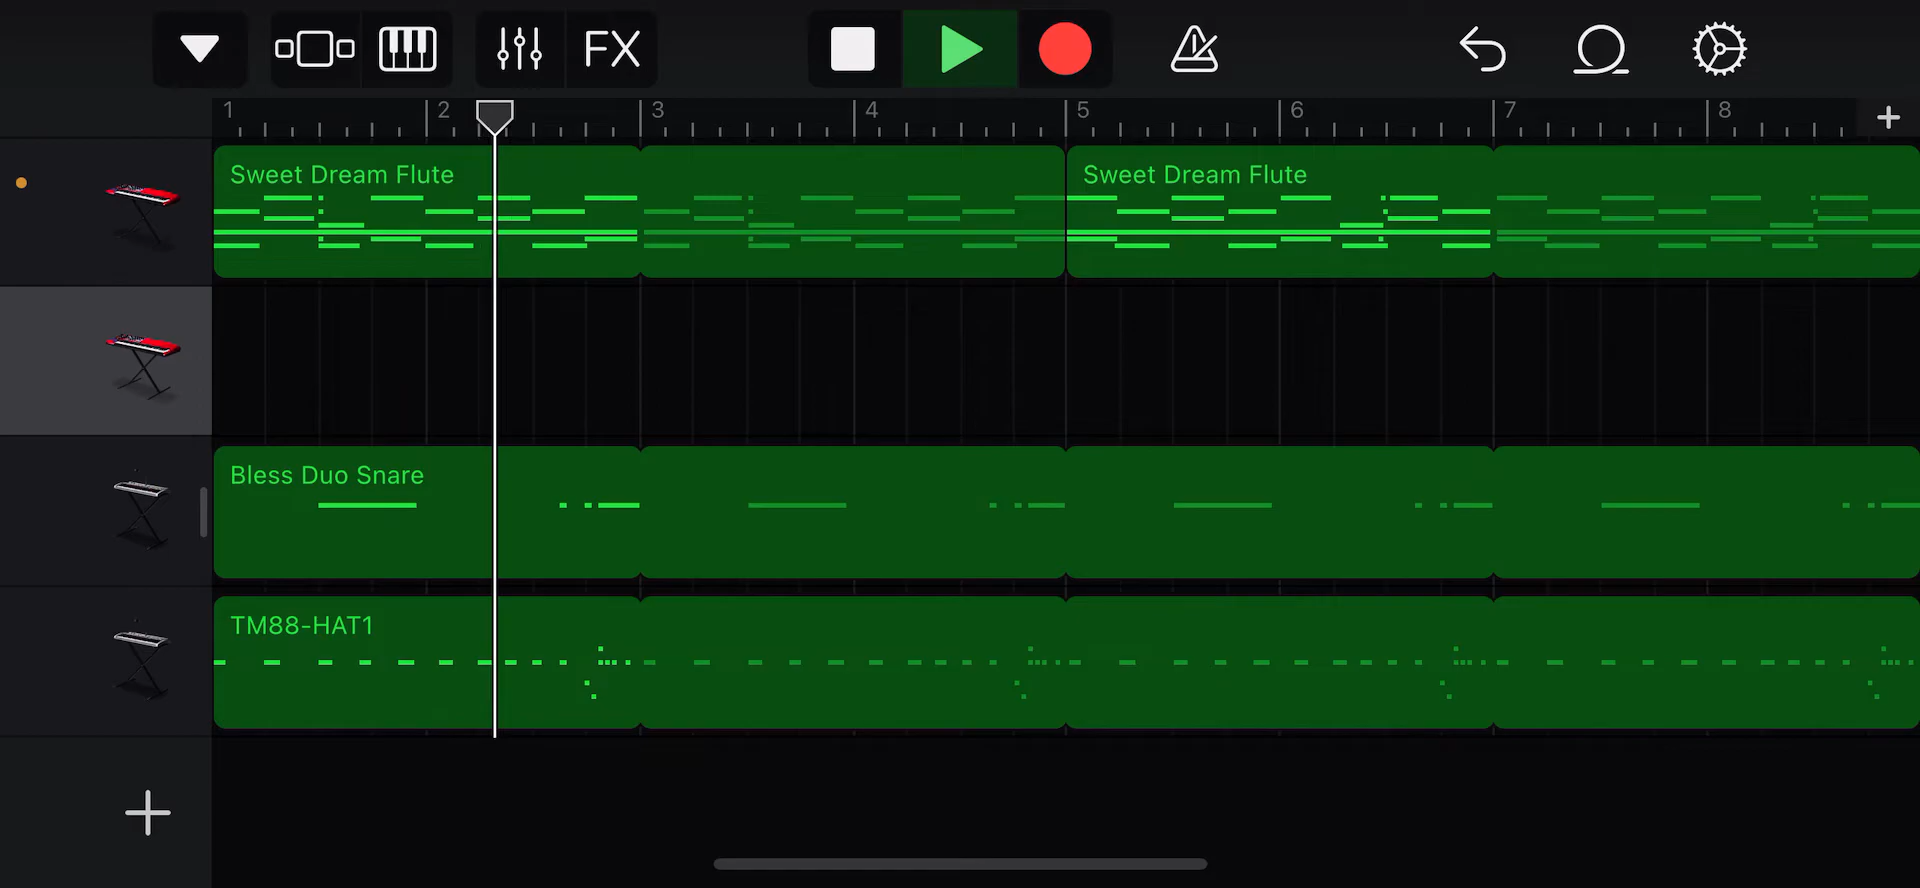 FX
1 2 3 4 5 6 7 8
Sweet Dream Flute Sweet Dream Flute
Bless Duo Snare
TM88-HAT1